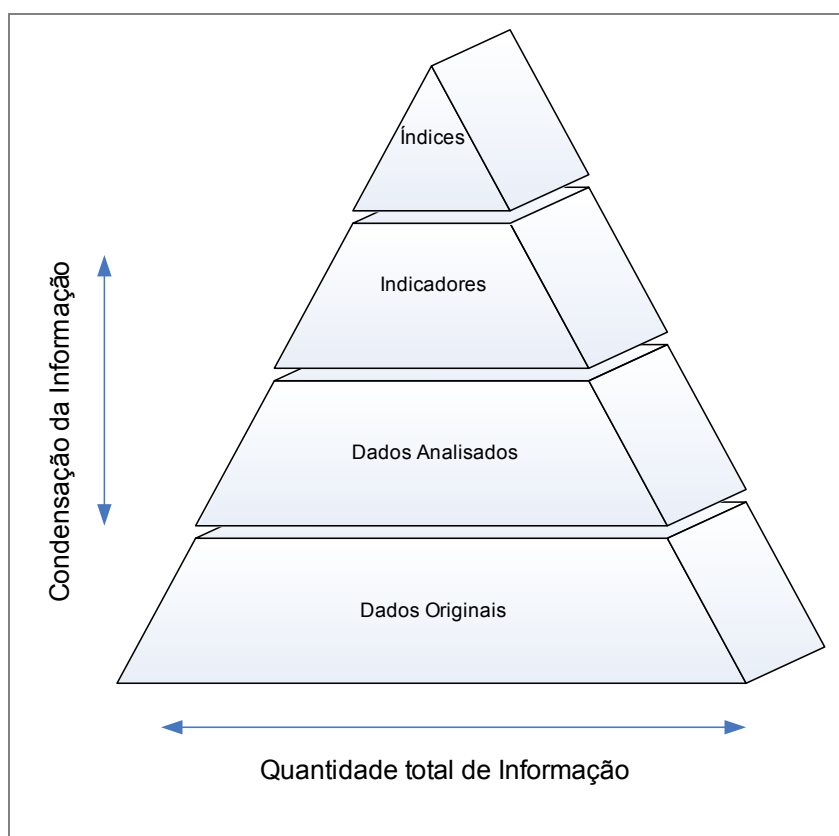 Índices
Indicadores
Dados Analisados
Dados Originais
Condensação da Informação
Quantidade total de Informação